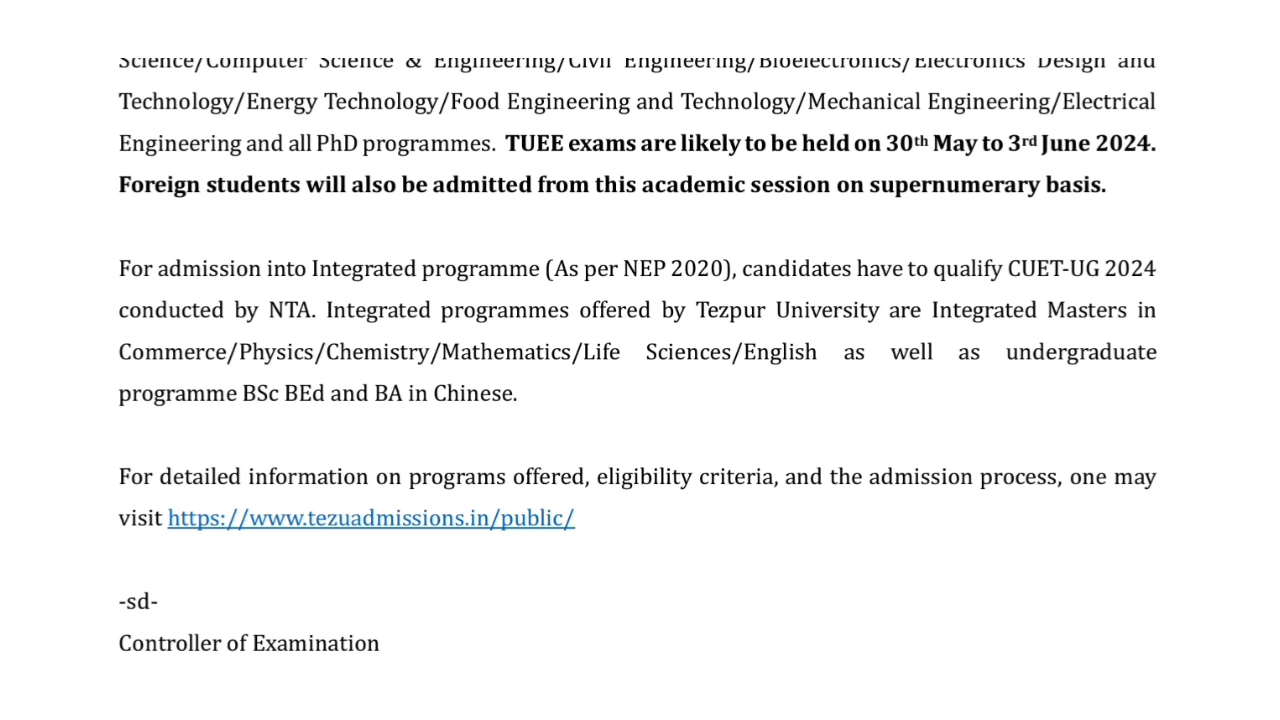 Science/Computer Science & Engineering/Civil Engineering/Bioelectronics/Electronics Design and
Technology/Energy Technology/Food Engineering and Technology/Mechanical Engineering/Electrical
Engineering and all PhD programmes. TUEE exams are likely to be held on 30th May to 3rd June 2024.
Foreign students will also be admitted from this academic session on supernumerary basis.
For admission into Integrated programme (As per NEP 2020), candidates have to qualify CUET-UG 2024
conducted by NTA. Integrated programmes offered by Tezpur University are Integrated Masters in
Commerce/Physics/Chemistry/Mathematics/Life Sciences/English as well as undergraduate
programme BSc BEd and BA in Chinese.
For detailed information on programs offered, eligibility criteria, and the admission process, one may
visit https://www.tezuadmissions.in/public/
-sd-
Controller of Examination